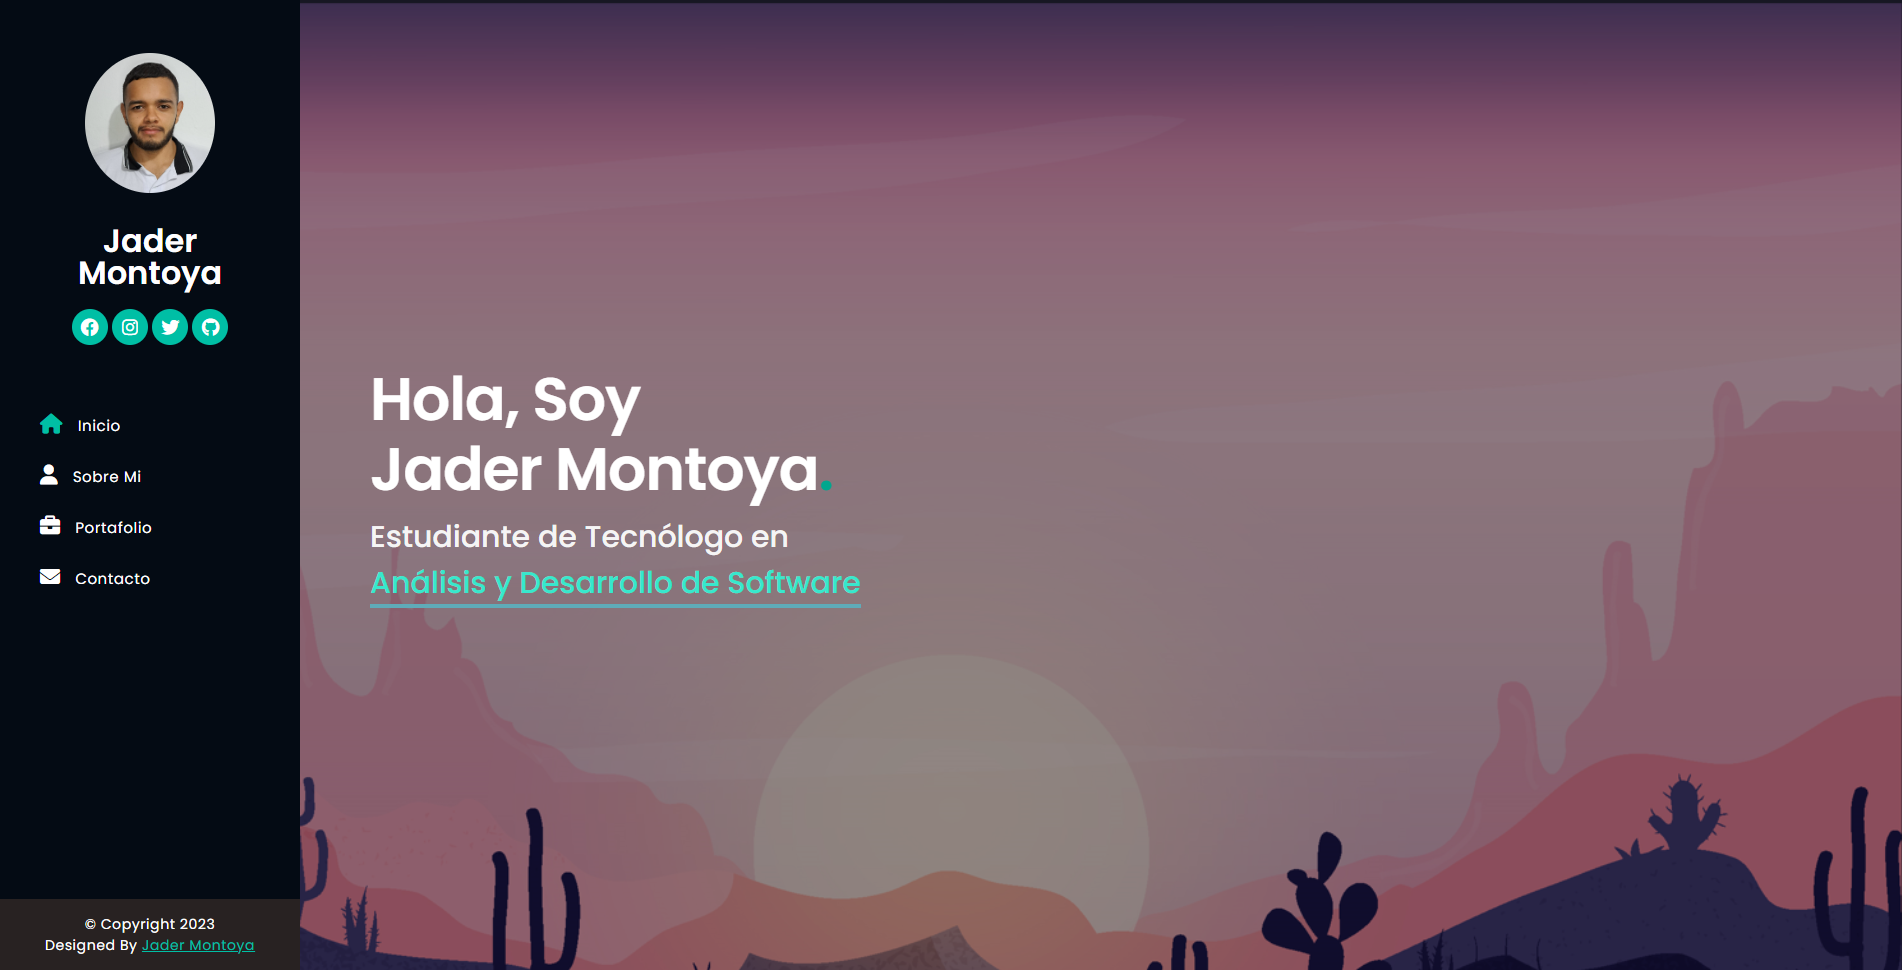 Jader
Montoya
Inicio
Sobre Mi
Portafolio
Contacto
© Copyright 2023
Designed By Jader Montoya
Hola, Soy
Jader Montoya.
Estudiante de Tecnólogo en
Análisis y Desarrollo de Software